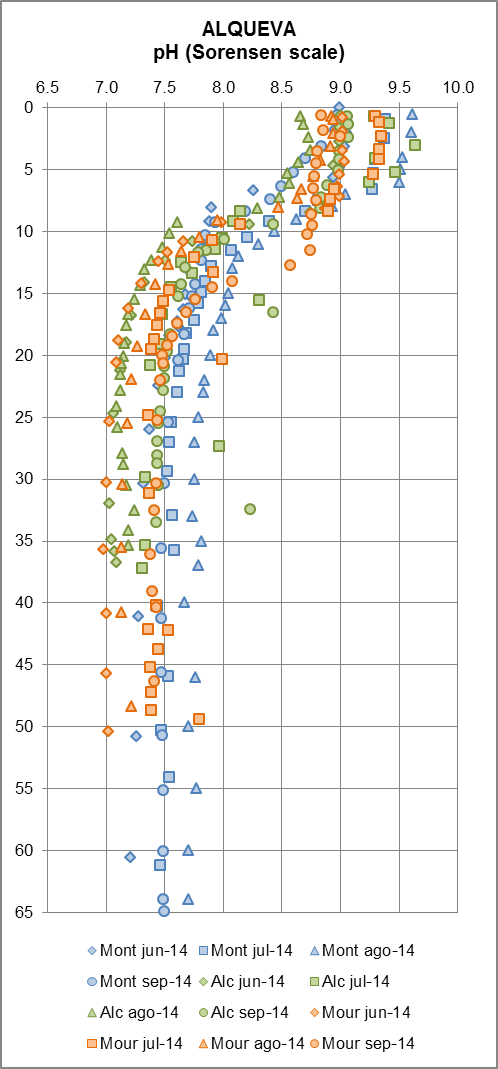 ALQUEVA
pH (Sorensen scale)
6.5 7.0 7.5 8.0 8.5 9.0 9.5 10.0
0
5
10
15
20
25
30
35
40
45
50
55
60
65
Mont jun-14 Mont jul-14 Mont ago-14
Mont sep-14 Alc jun-14 Alc jul-14
Alc ago-14 Alc sep-14 Mour jun-14
Mour jul-14 Mour ago-14 Mour sep-14